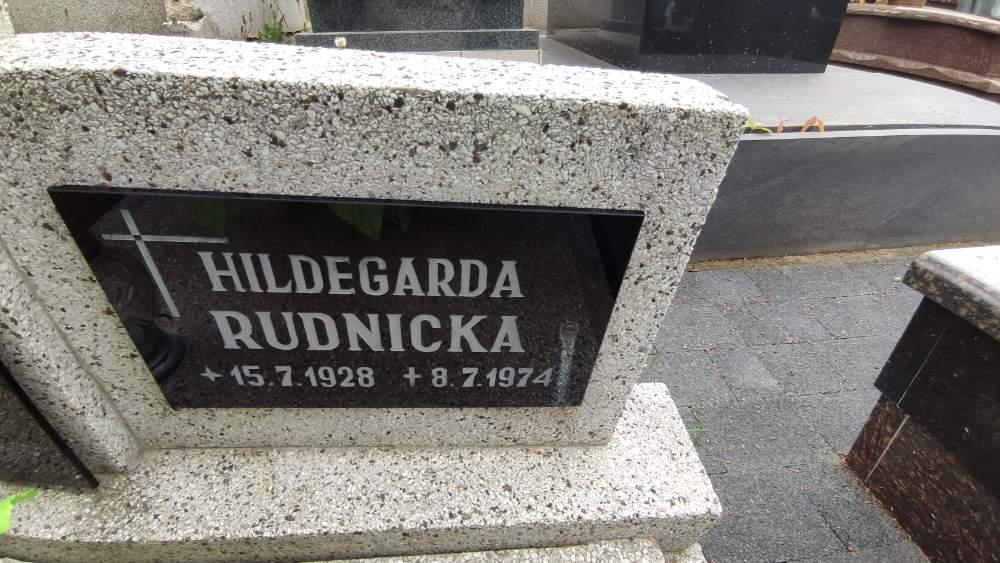 HILDEGARDA
RUDNICKA
✦15.7.1928 +8.7.1974